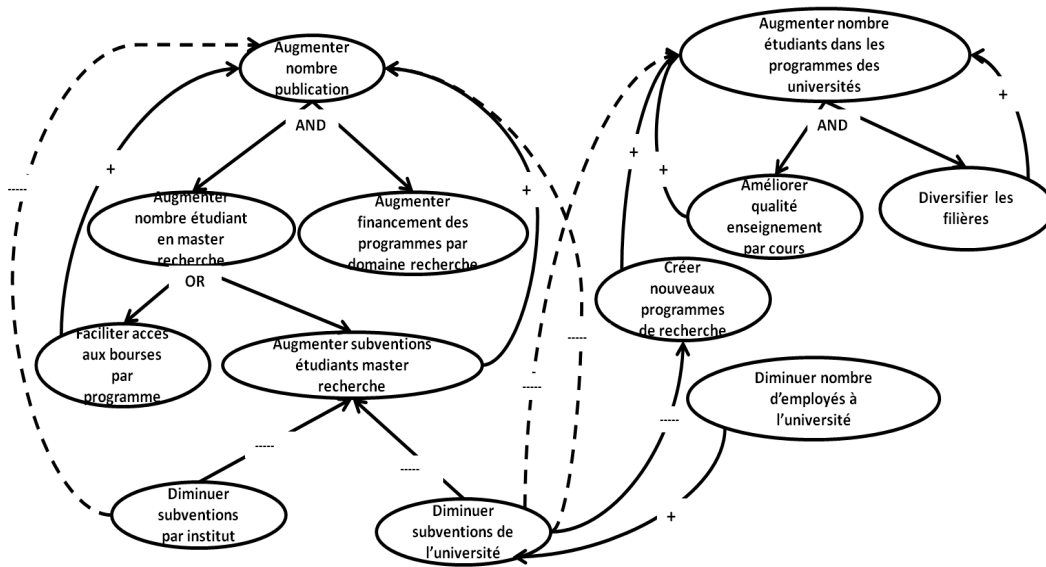 Augmenter
nombre
publication
AND
Augmenter
nombre étudiant
en master
recherche
Augmenter
financement des
programmes par
domaine recherche
OR
Faciliter accès
aux bourses
par
programme
Augmenter subventions
étudiants master
recherche
Diminuer
subventions
par institut
Diminuer
subventions de
l'université
+
+
-----
-----
-----
-----
-----
Augmenter nombre
étudiants dans les
programmes des
universités
AND
Améliorer
qualité
enseignement
par cours
Diversifier les
filières
Créer
nouveaux
programmes
de recherche
Diminuer nombre
d'employés à
l'université
+
+
+
-----
+